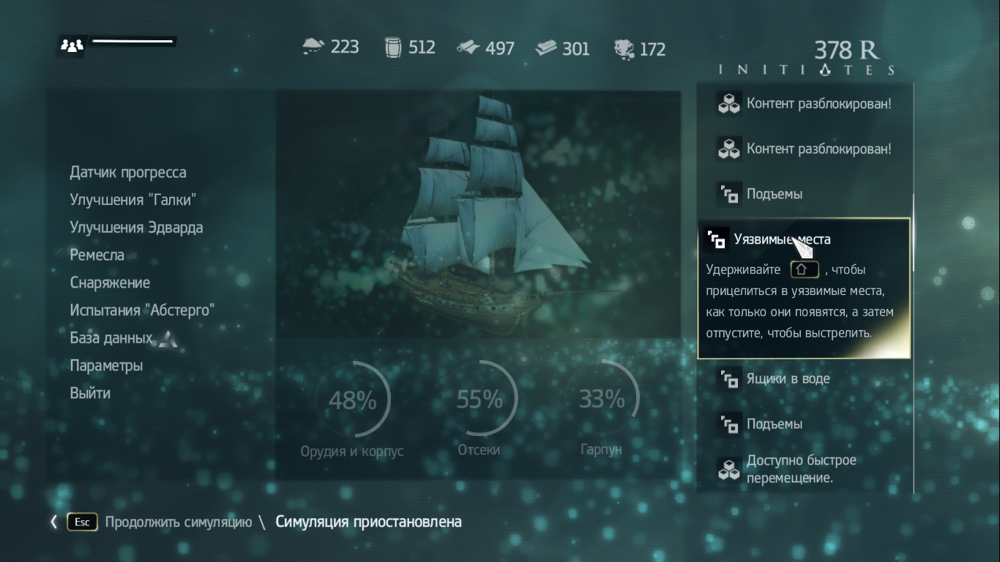 223 512 497 301 172
378 R
INITIATES
Датчик прогресса
Улучшения "Галки"
Улучшения Эдварда
Ремесла
Снаряжение
Испытания "Абстерго"
База данных
Параметры
Выйти
48% 55% 33%
Орудия и корпус Отсеки Гарпун
Контент разблокирован!
Контент разблокирован!
Подъемы
Уязвимые места
Удерживайте , чтобы
прицелиться в уязвимые места,
как только они появятся, а затем
отпустите, чтобы выстрелить.
Ящики в воде
Подъемы
Доступно быстрое
перемещение.
Esc Продолжить симуляцию \ Симуляция приостановлена